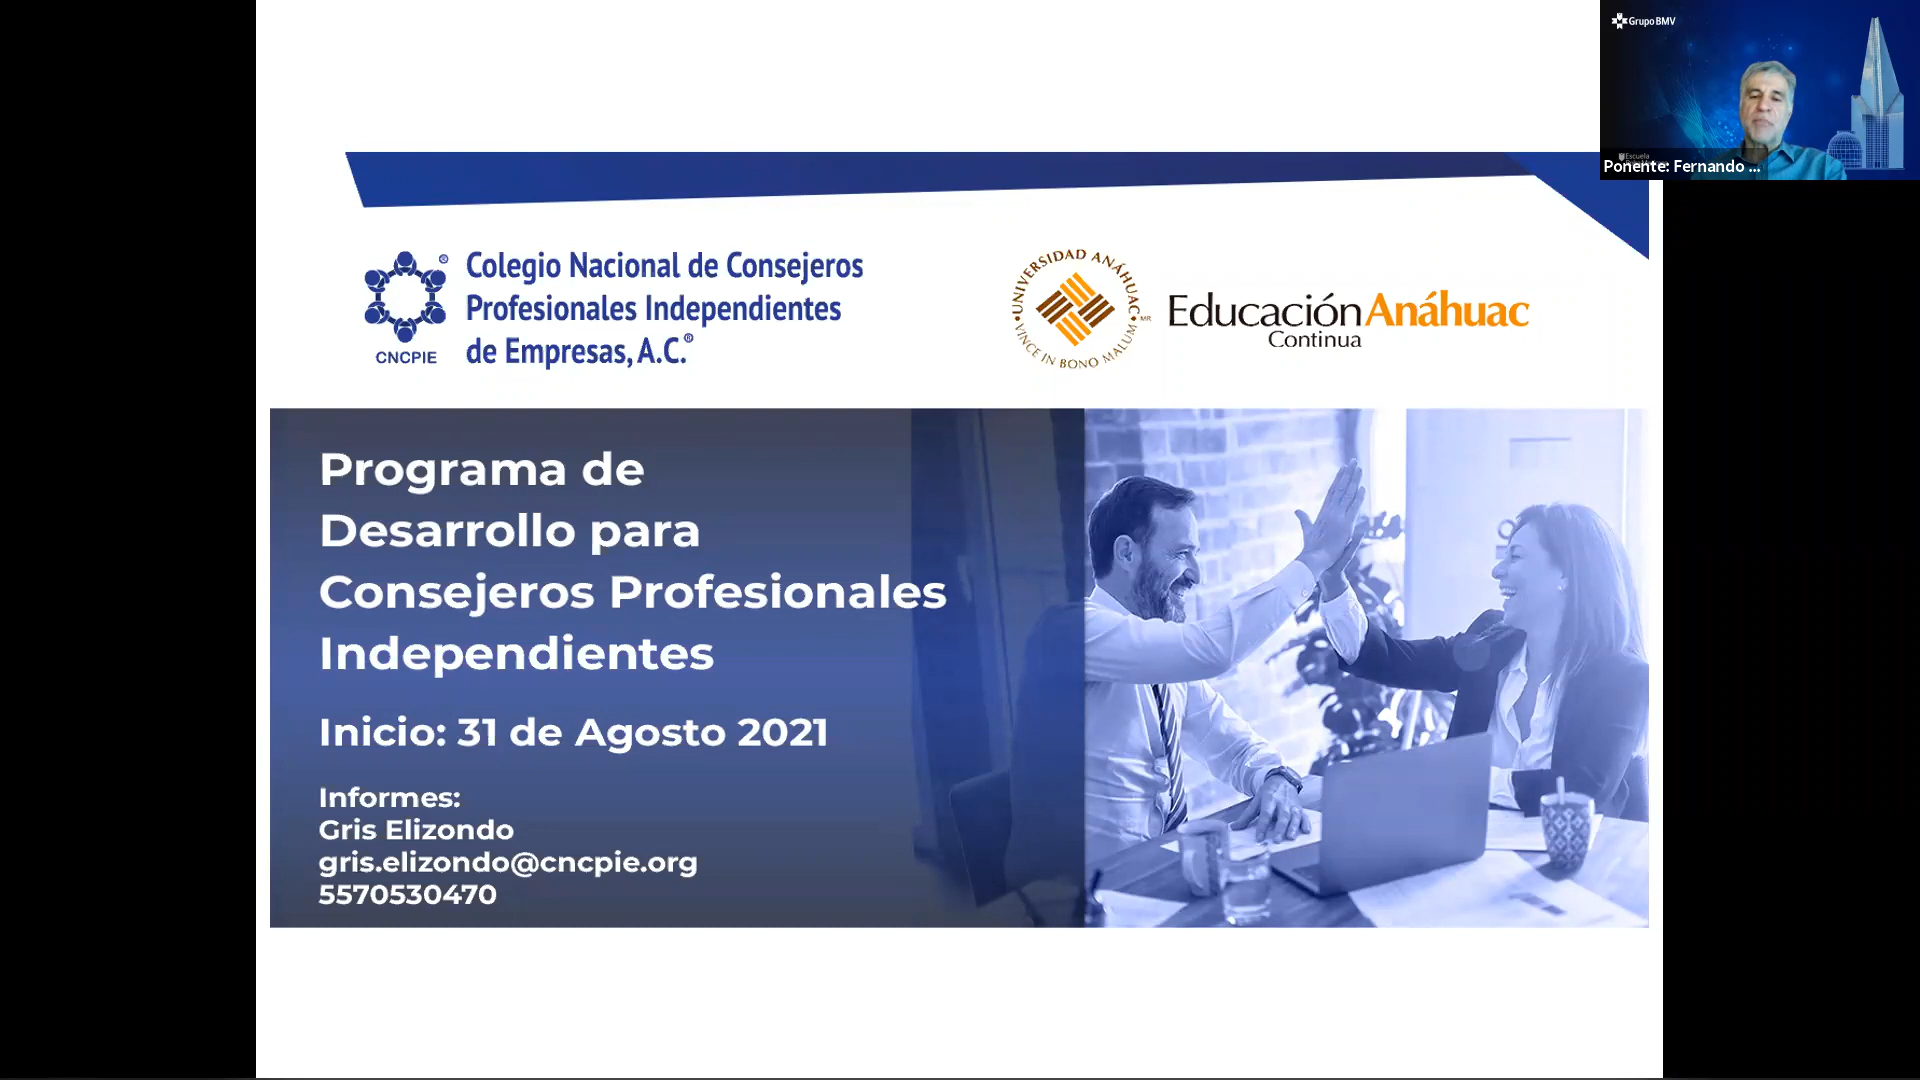 Grupo BMV
Escuela
Ponente: Fernando ...
Colegio Nacional de Consejeros
Profesionales Independientes
de Empresas, A.C.®
CNCPIE
®
UNIVERSIDAD ANÁHUAC
VINCE IN BONO MALUM
MR
Educación Anáhuac
Continua
Programa de
Desarrollo para
Consejeros Profesionales
Independientes
Inicio: 31 de Agosto 2021
Informes:
Gris Elizondo
gris.elizondo@cncpie.org
5570530470